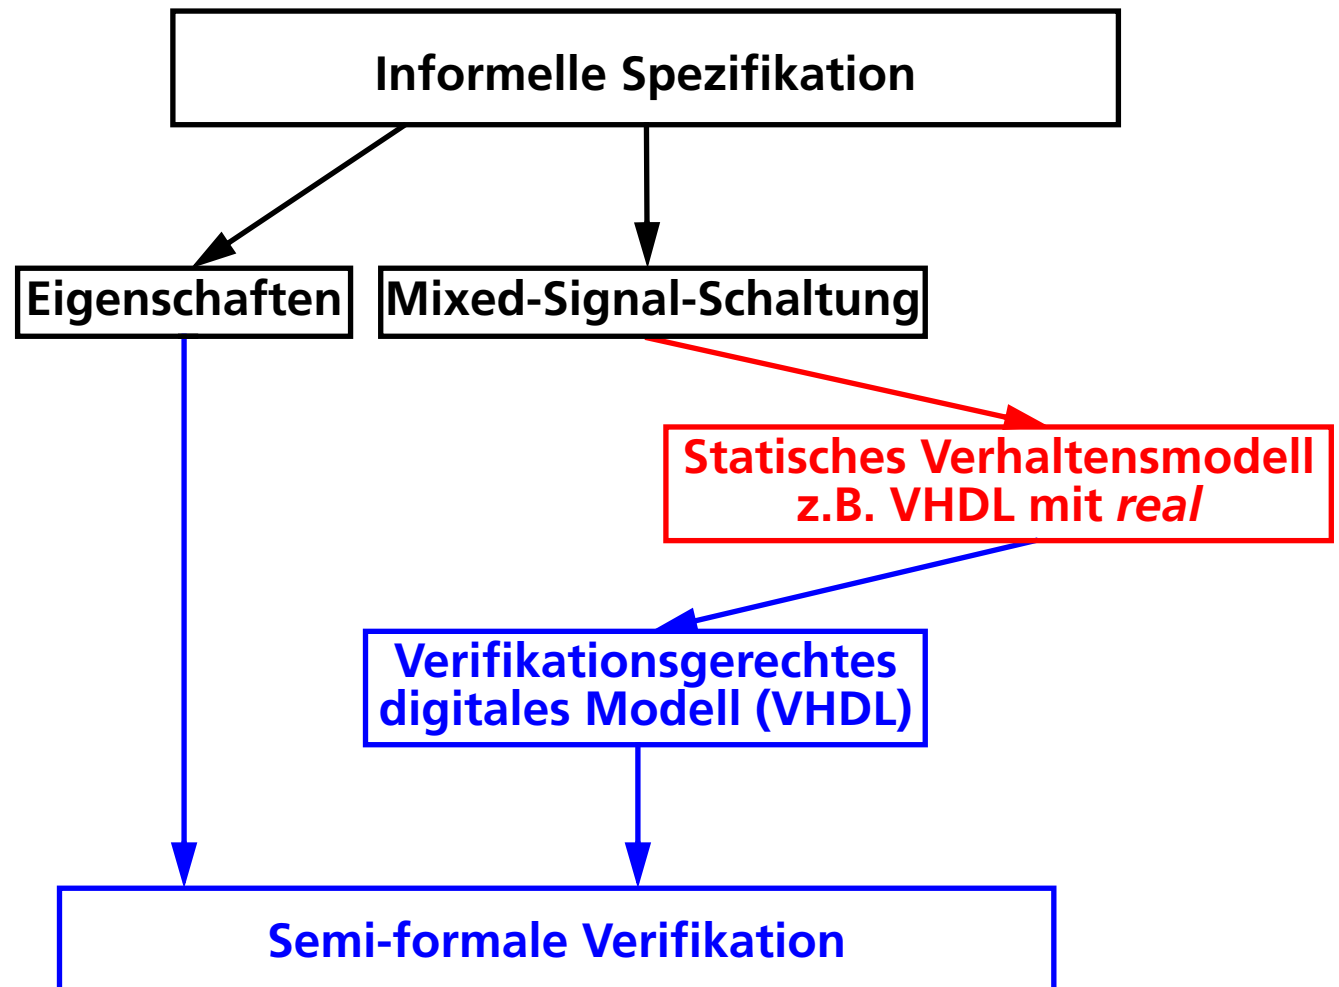 Informelle Spezifikation
Eigenschaften
Mixed-Signal-Schaltung
Statisches Verhaltensmodell
z.B. VHDL mit real
Verifikationsgerechtes
digitales Modell (VHDL)
Semi-formale Verifikation